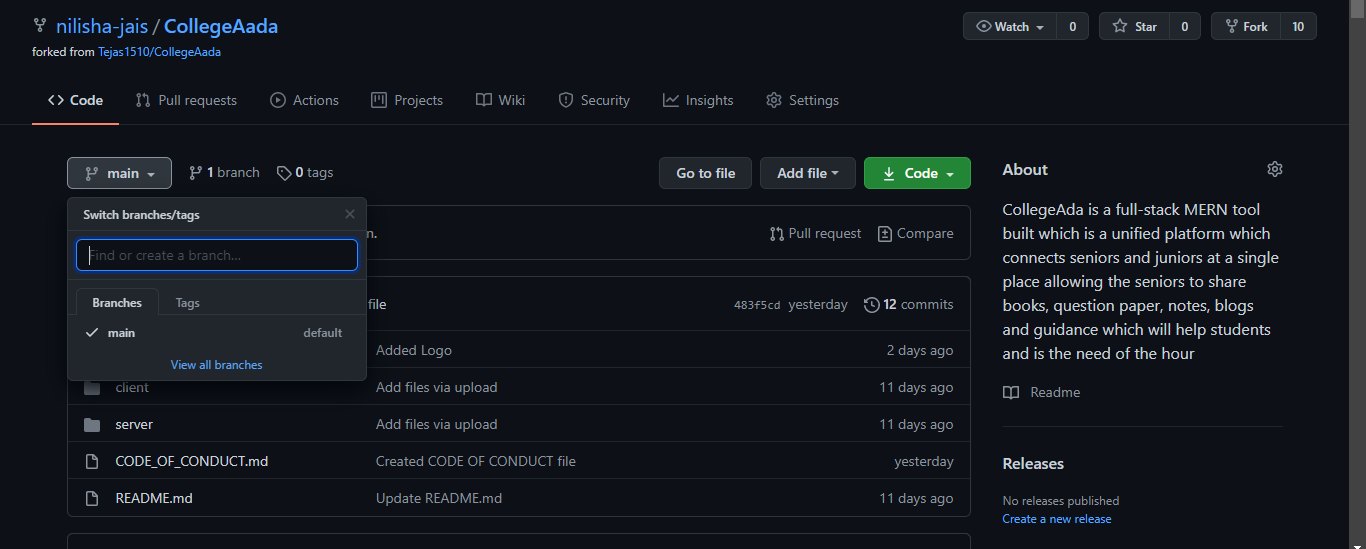 nilisha-jais / CollegeAada
forked from Tejas1510/CollegeAada
Watch 0 Star 0 Fork 10
Code Pull requests Actions Projects Wiki Security Insights Settings
main 1 branch 0 tags Go to file Add file Code
Switch branches/tags
Find or create a branch...
Branches Tags
main default
View all branches
n. Pull request Compare
file 483f5cd yesterday 12 commits
Added Logo 2 days ago
client Add files via upload 11 days ago
server Add files via upload 11 days ago
CODE_OF_CONDUCT.md Created CODE OF CONDUCT file yesterday
README.md Update README.md 11 days ago
About
CollegeAda is a full-stack MERN tool
built which is a unified platform which
connects seniors and juniors at a single
place allowing the seniors to share
books, question paper, notes, blogs
and guidance which will help students
and is the need of the hour
Readme
Releases
No releases published
Create a new release